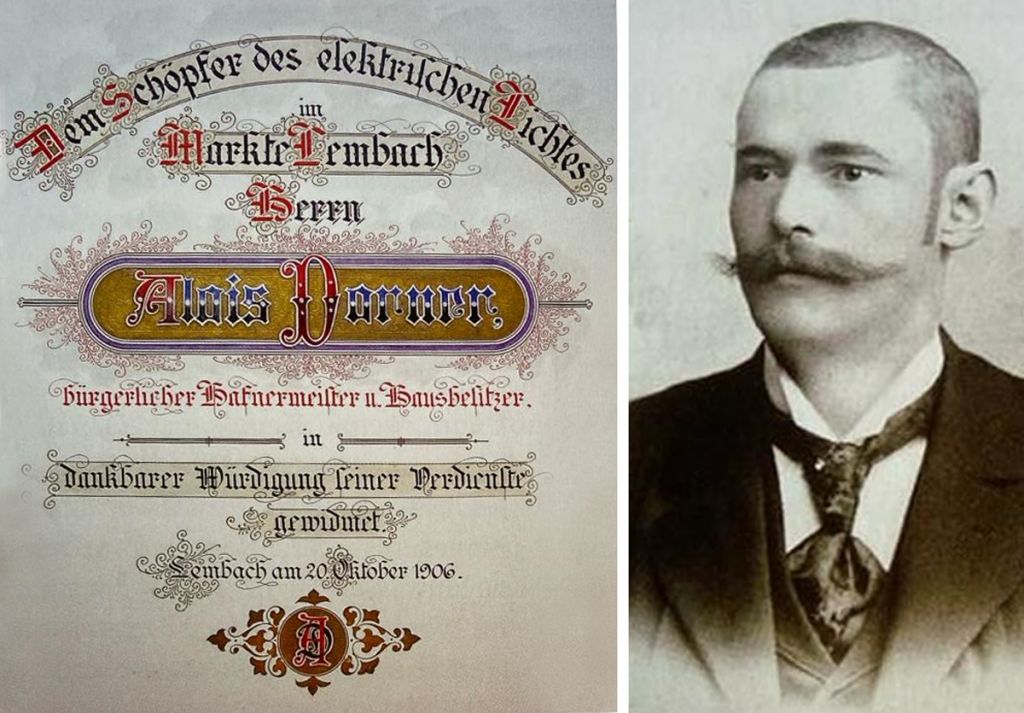 Dem Schöpfer des elektrischen Lichtes
im
Markte Lembach
Herrn
Alois Dorner,
bürgerlicher Hafnermeister u. Hausbesitzer.
in
dankbarer Würdigung seiner Verdienste
gewidmet
Lembach am 20. Oktober 1906.
AD